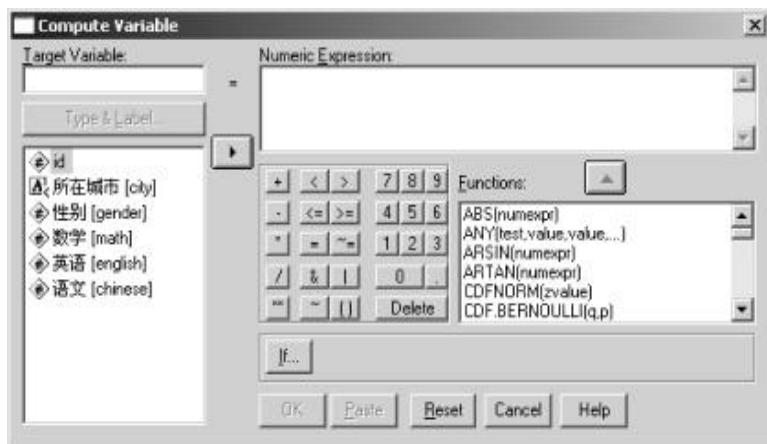 Compute Variable
Target Variable:
=
Type & Label...
id
所在城市 [city]
性别 [gender]
数学 [math]
英语 [english]
语文 [chinese]
Numeric Expression:
+ < > 7 8 9
- <= >= 4 5 6
* = ~= 1 2 3
/ & | 0 .
** ~ () Delete
Functions:
ABS(numexpr)
ANY(test,value,value,...)
ARSIN(numexpr)
ARTAN(numexpr)
CDFNORM(zvalue)
CDF.BERNOULLI(q,p)
If...
OK Paste Reset Cancel Help